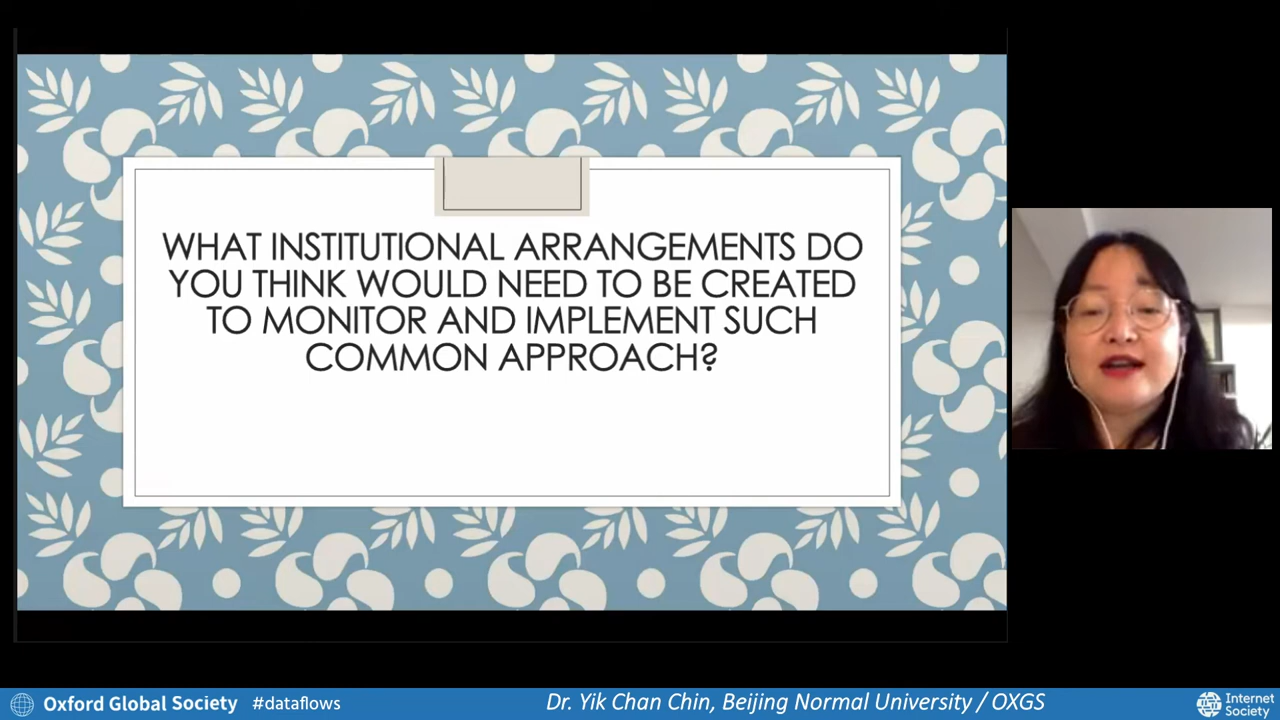 WHAT INSTITUTIONAL ARRANGEMENTS DO
YOU THINK WOULD NEED TO BE CREATED
TO MONITOR AND IMPLEMENT SUCH
COMMON APPROACH?
Oxford Global Society #dataflows
Dr. Yik Chan Chin, Beijing Normal University / OXGS
Internet
Society